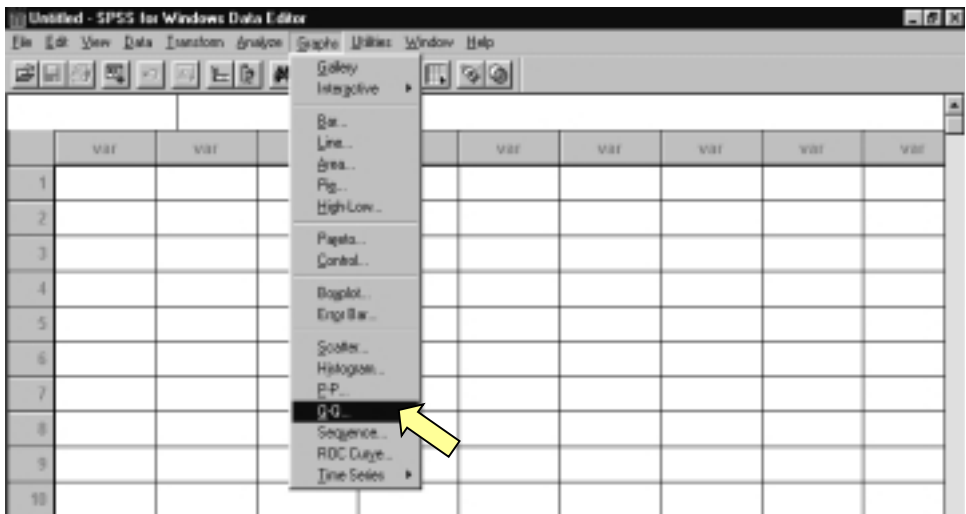 Untitled - SPSS for Windows Data Editor
File Edit View Data Transform Analyze Graphs Utilities Window Help
Gallery
Interactive
Bar...
Line...
Area...
Pie...
High-Low...
Pareto...
Control...
Boxplot...
Error Bar...
Scatter...
Histogram...
P-P...
Q-Q...
Sequence...
ROC Curve...
Time Series
var var var var var var var
1
2
3
4
5
6
7
8
9
10